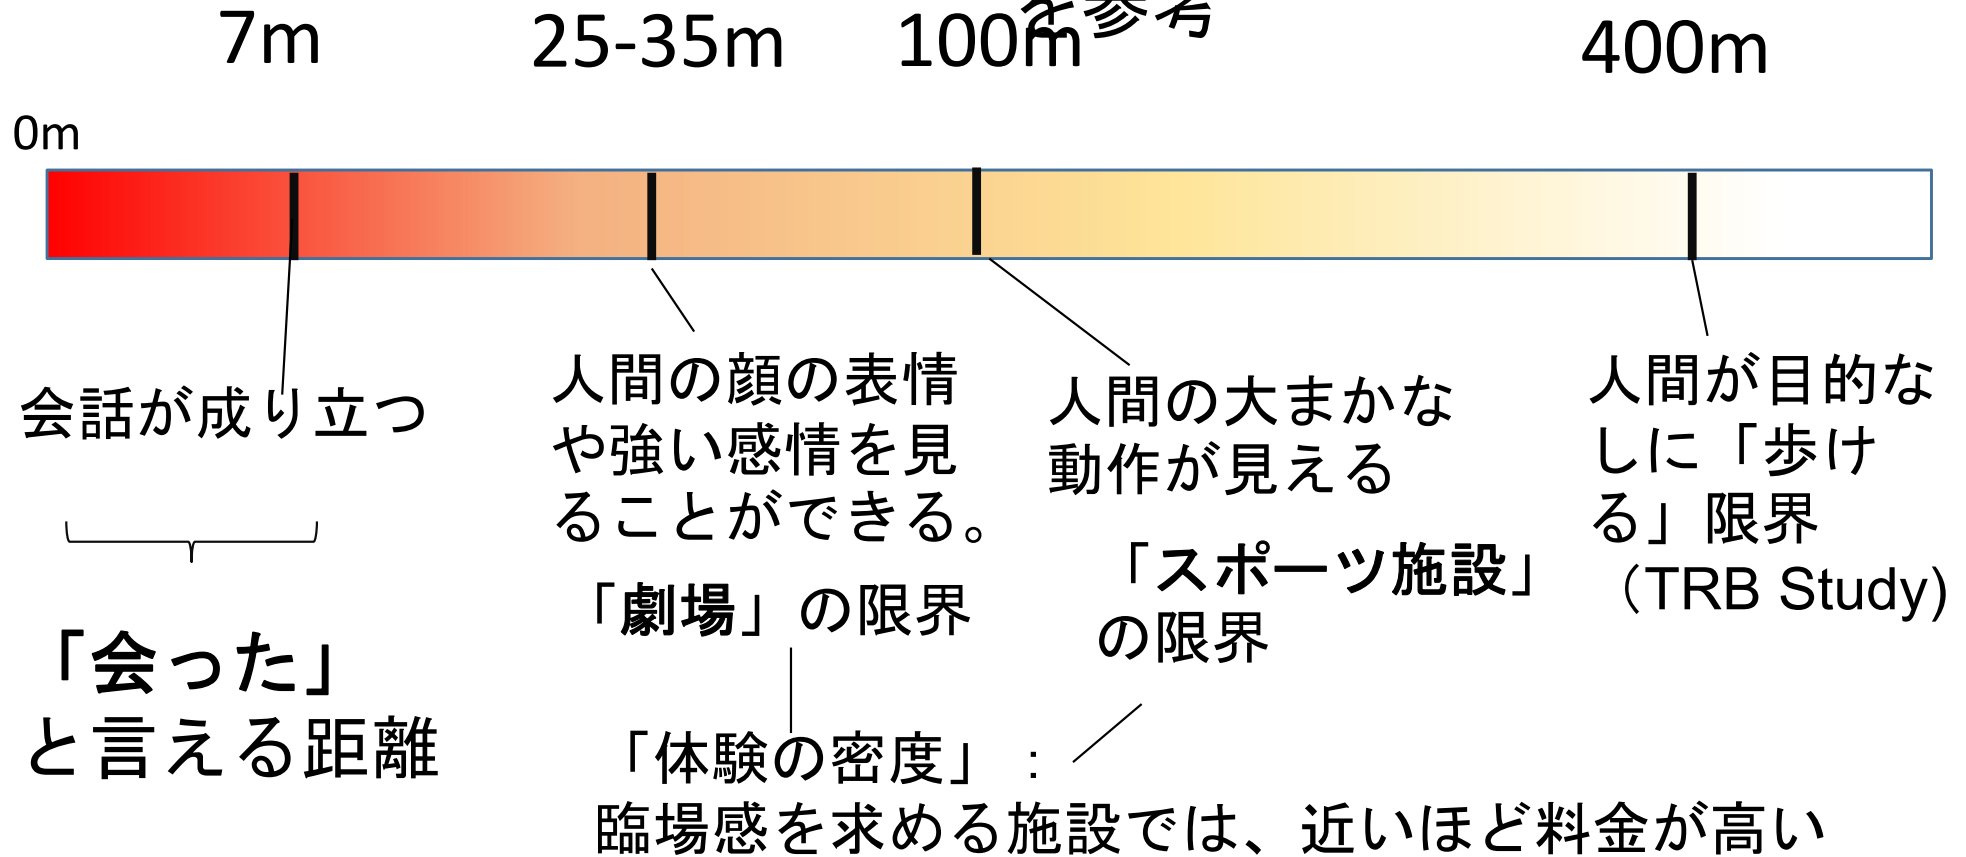 を参考
7m
25-35m
100m
400m
0m
会話が成り立つ
「会った」
と言える距離
人間の顔の表情
や強い感情を見
ることができる。
「劇場」の限界
人間の大まかな
動作が見える
「スポーツ施設」
の限界
人間が目的な
しに「歩け
る」限界
（TRB Study)
「体験の密度」：
臨場感を求める施設では、近いほど料金が高い